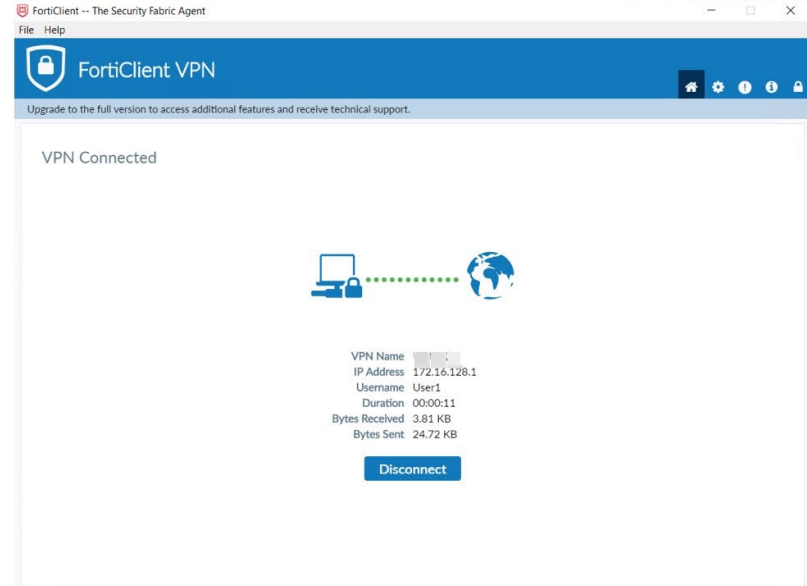 FortiClient -- The Security Fabric Agent
File Help
FortiClient VPN
Upgrade to the full version to access additional features and receive technical support.
VPN Connected
VPN Name
IP Address 172.16.128.1
Username User1
Duration 00:00:11
Bytes Received 3.81 KB
Bytes Sent 24.72 KB
Disconnect